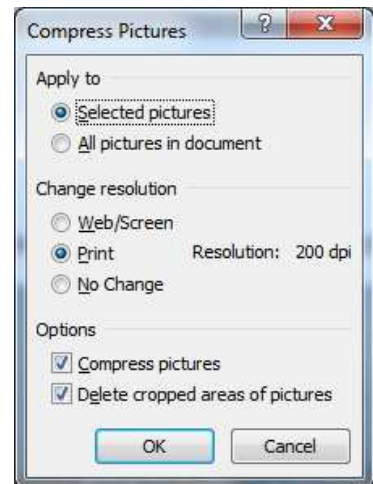 Compress Pictures
Apply to
Selected pictures
All pictures in document
Change resolution
Web/Screen
Print Resolution: 200 dpi
No Change
Options
Compress pictures
Delete cropped areas of pictures
OK Cancel